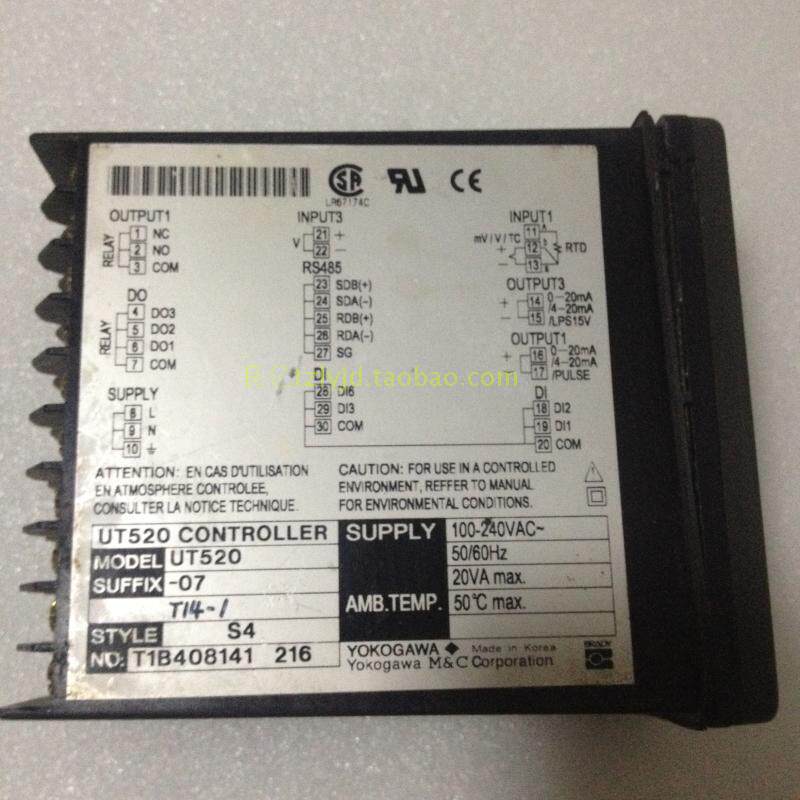 LR67174C
OUTPUT1
RELAY
1 NC
2 NO
3 COM
DO
RELAY
4 DO3
5 DO2
6 DO1
7 COM
SUPPLY
8 L
9 N
10
INPUT3
V
21 +
22 −
RS485
23 SDB(+)
24 SDA(-)
25 RDB(+)
26 RDA(-)
27 SG
DI
28 DI6
29 DI3
30 COM
INPUT1
mV/V/TC
11
+ 12
− 13
A
B
RTD
OUTPUT3
+ 14 0-20mA
/4-20mA
− 15 /LPS15V
OUTPUT1
+ 16 0-20mA
/4-20mA
− 17 /PULSE
DI
18 DI2
19 DI1
20 COM
lyld.taobao.com
ATTENTION: EN CAS D'UTILISATION
EN ATMOSPHERE CONTRÔLEE,
CONSULTER LA NOTICE TECHNIQUE.
CAUTION: FOR USE IN A CONTROLLED
ENVIRONMENT, REFFER TO MANUAL
FOR ENVIRONMENTAL CONDITIONS.
UT520 CONTROLLER
MODEL UT520
SUFFIX -07
T14-1
STYLE S4
NO. T1B408141 216
SUPPLY 100-240VAC~
50/60Hz
20VA max.
AMB.TEMP. 50℃ max.
YOKOGAWA ◆ Made in Korea
Yokogawa M&C Corporation
BRADY